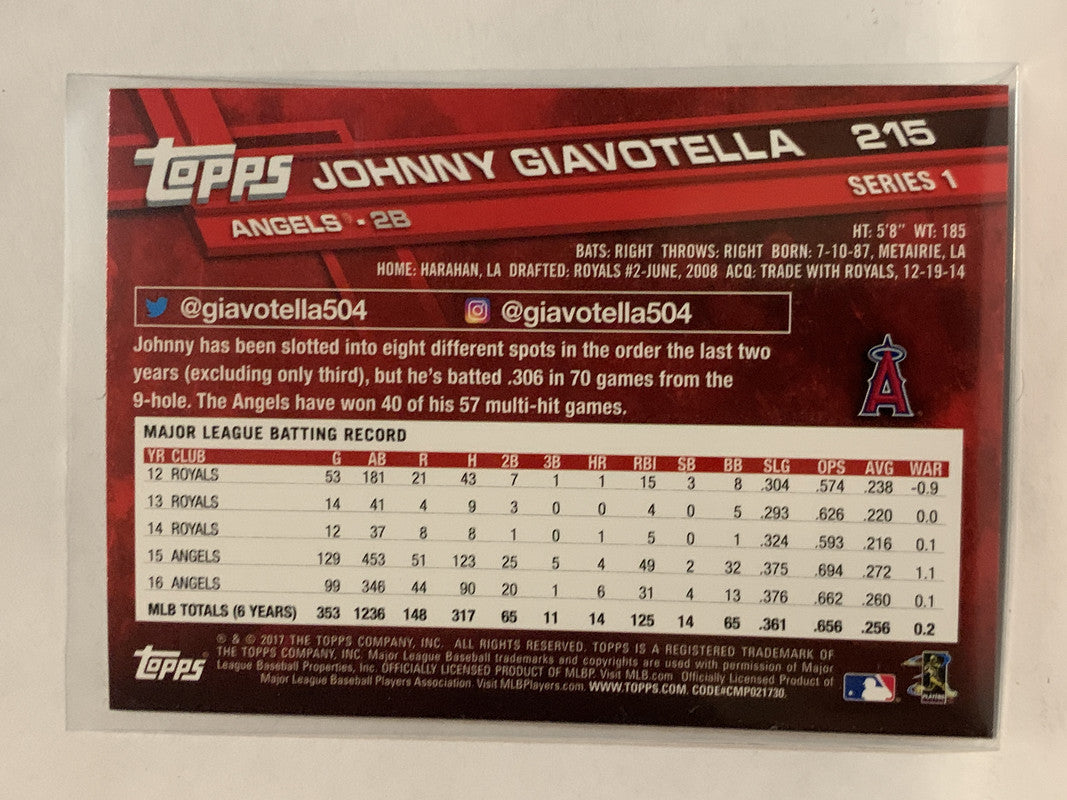 topps JOHNNY GIAVOTELLA 215
ANGELS - 2B SERIES 1
HT: 5'8" WT: 185
BATS: RIGHT THROWS: RIGHT BORN: 7-10-87, METAIRIE, LA
HOME: HARAHAN, LA DRAFTED: ROYALS #2-JUNE, 2008 ACQ: TRADE WITH ROYALS, 12-19-14
@giavotella504 @giavotella504
Johnny has been slotted into eight different spots in the order the last two
years (excluding only third), but he's batted .306 in 70 games from the
9-hole. The Angels have won 40 of his 57 multi-hit games.
A
MAJOR LEAGUE BATTING RECORD
YR CLUB G AB R H 2B 3B HR RBI SB BB SLG OPS AVG WAR
12 ROYALS 53 181 21 43 7 1 1 15 3 8 .304 .574 .238 -0.9
13 ROYALS 14 41 4 9 3 0 0 4 0 5 .293 .626 .220 0.0
14 ROYALS 12 37 8 8 1 0 1 5 0 1 .324 .593 .216 0.1
15 ANGELS 129 453 51 123 25 5 4 49 2 32 .375 .694 .272 1.1
16 ANGELS 99 346 44 90 20 1 6 31 4 13 .376 .662 .260 0.1
MLB TOTALS (6 YEARS) 353 1236 148 317 65 11 14 125 14 65 .361 .656 .256 0.2
® & © 2017 THE TOPPS COMPANY, INC. ALL RIGHTS RESERVED. TOPPS IS A REGISTERED TRADEMARK OF
THE TOPPS COMPANY, INC. Major League Baseball trademarks and copyrights are used with permission of Major
League Baseball Properties, Inc. OFFICIALLY LICENSED PRODUCT OF MLBP. Visit MLB.com Officially Licensed Product of
Major League Baseball Players Association. Visit MLBPlayers.com. WWW.TOPPS.COM. CODE#CMP021730.
topps
PLAYERS